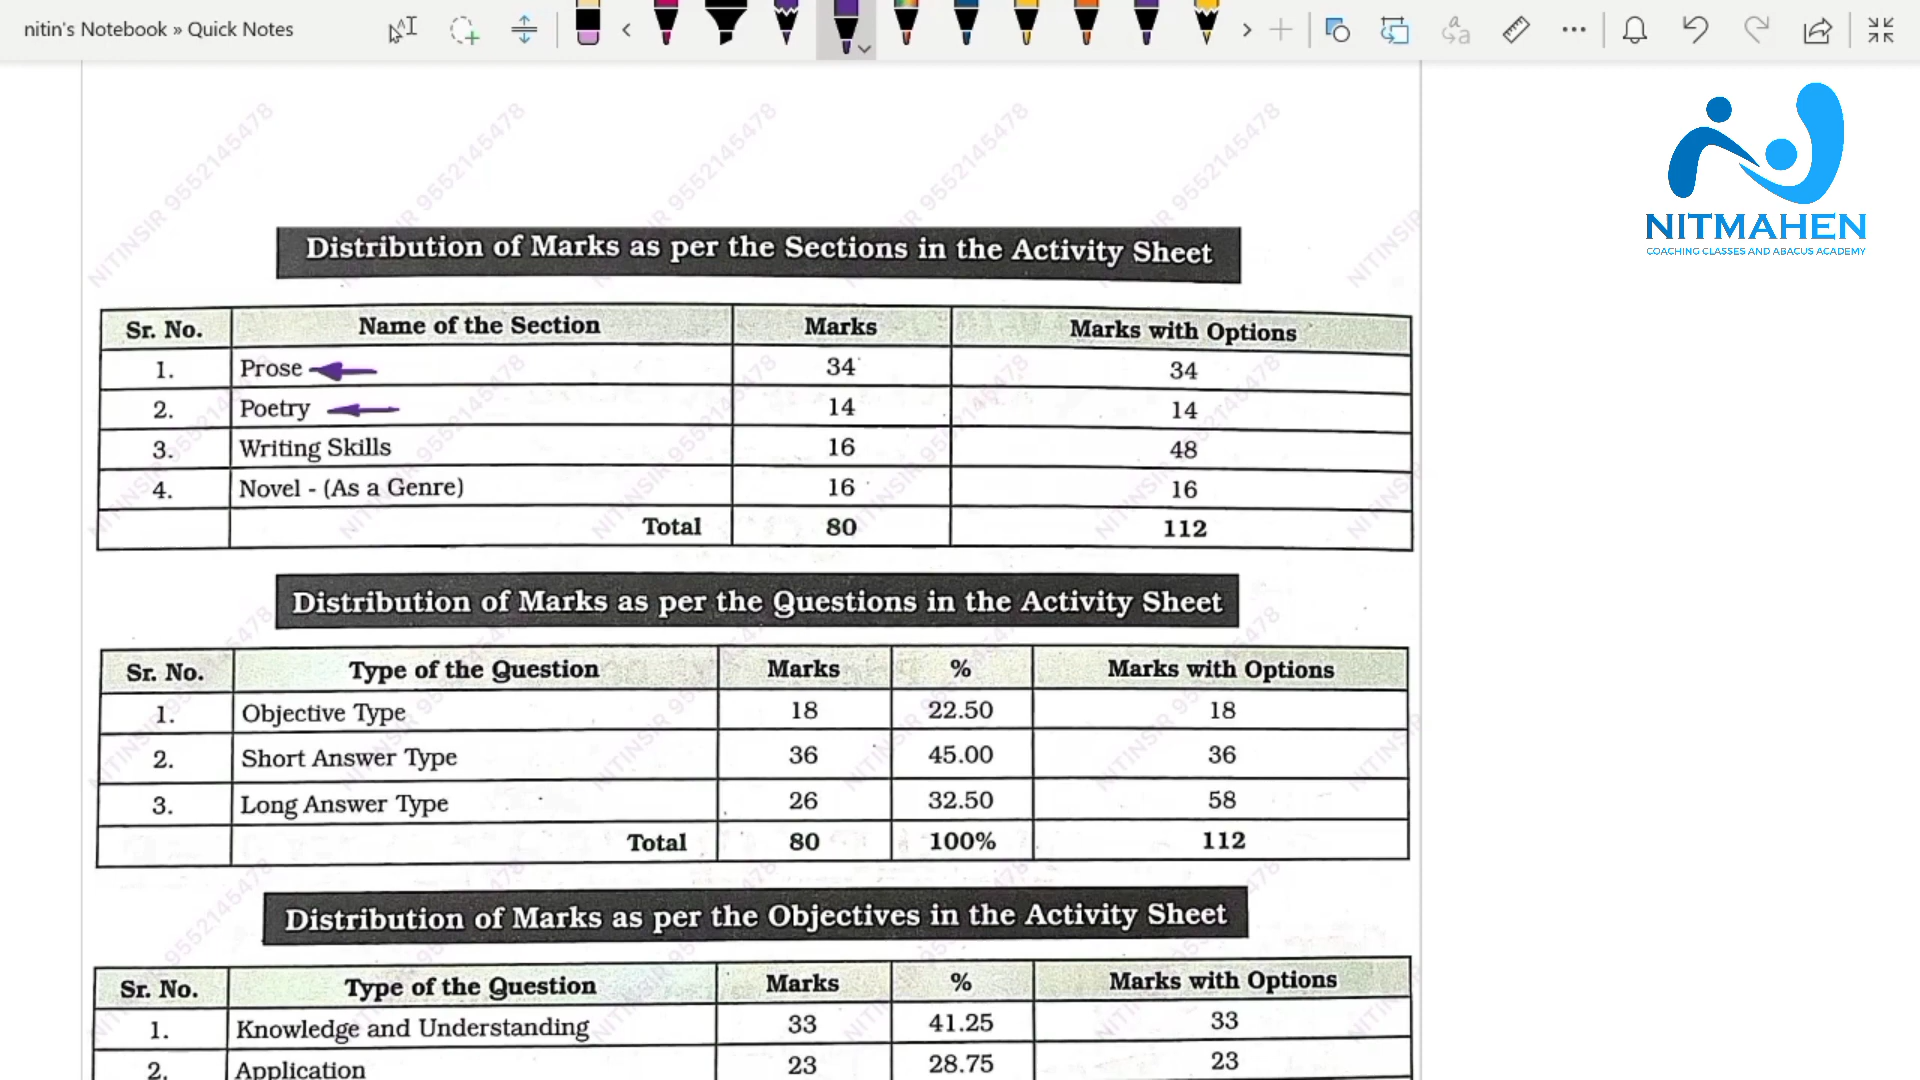 nitin's Notebook » Quick Notes
NITMAHEN
COACHING CLASSES AND ABACUS ACADEMY
Distribution of Marks as per the Sections in the Activity Sheet
Sr. No. Name of the Section Marks Marks with Options
1. Prose 34 34
2. Poetry 14 14
3. Writing Skills 16 48
4. Novel - (As a Genre) 16 16
Total 80 112
Distribution of Marks as per the Questions in the Activity Sheet
Sr. No. Type of the Question Marks % Marks with Options
1. Objective Type 18 22.50 18
2. Short Answer Type 36 45.00 36
3. Long Answer Type 26 32.50 58
Total 80 100% 112
Distribution of Marks as per the Objectives in the Activity Sheet
Sr. No. Type of the Question Marks % Marks with Options
1. Knowledge and Understanding 33 41.25 33
2. Application 23 28.75 23
NITINSIR 9552145478